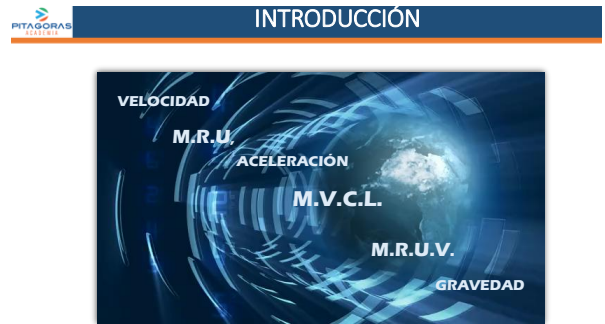 PITAGORAS
ACADEMIA
INTRODUCCIÓN
VELOCIDAD
M.R.U,
ACELERACIÓN
M.V.C.L.
M.R.U.V.
GRAVEDAD